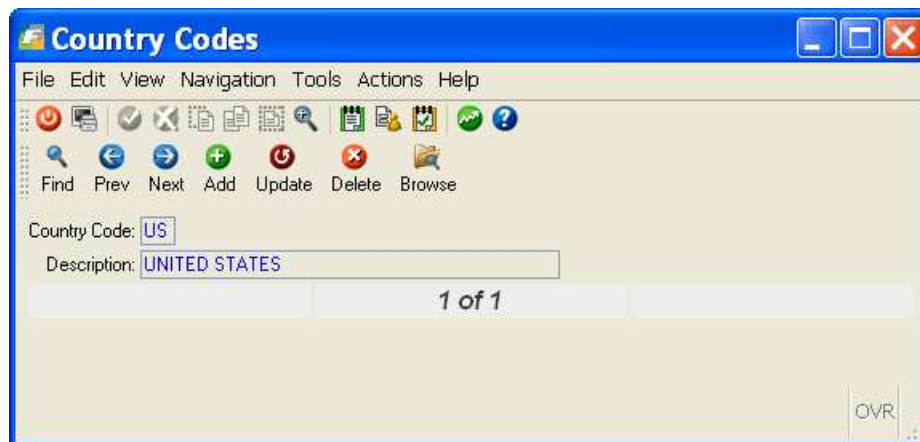 Country Codes
File Edit View Navigation Tools Actions Help
Find Prev Next Add Update Delete Browse
Country Code: US
Description: UNITED STATES
1 of 1
OVR